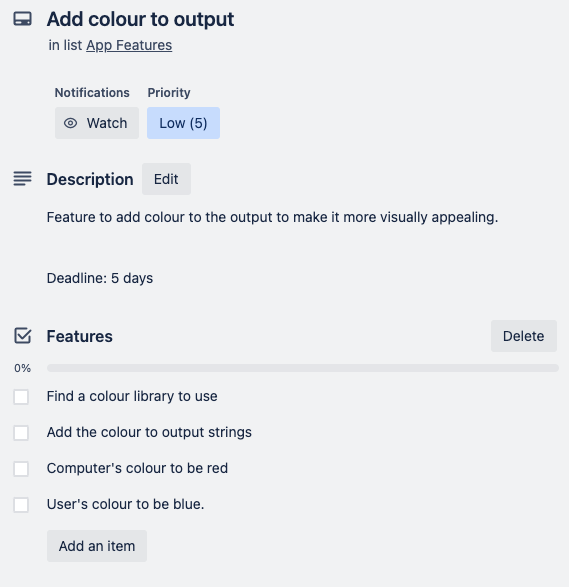 Add colour to output
in list App Features
Notifications Priority
Watch Low (5)
Description Edit
Feature to add colour to the output to make it more visually appealing.
Deadline: 5 days
Features Delete
0%
Find a colour library to use
Add the colour to output strings
Computer's colour to be red
User's colour to be blue.
Add an item